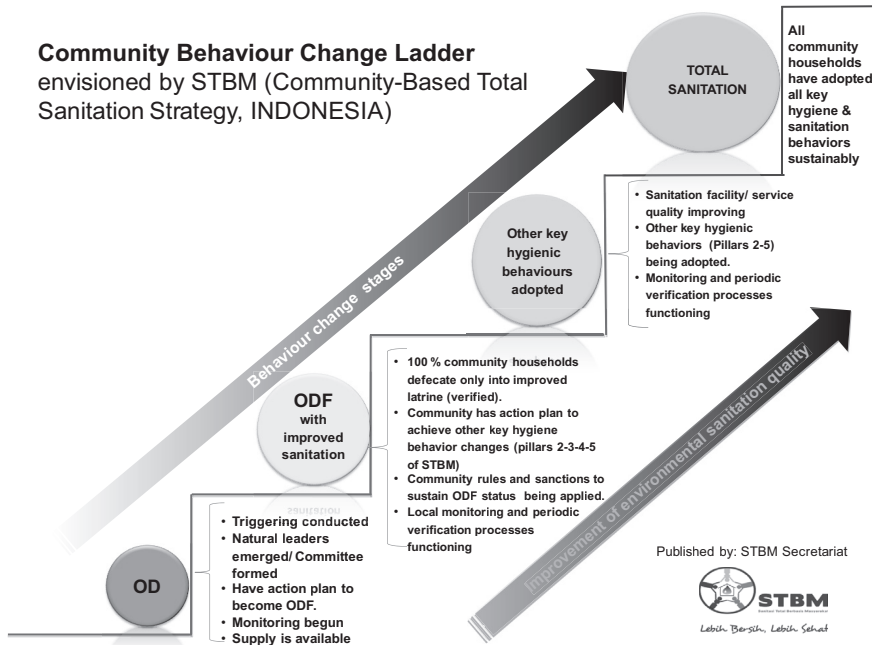 Community Behaviour Change Ladder
envisioned by STBM (Community-Based Total
Sanitation Strategy, INDONESIA)
TOTAL
SANITATION
All
community
households
have adopted
all key
hygiene &
sanitation
behaviors
sustainably
Other key
hygienic
behaviours
adopted
• Sanitation facility/ service
quality improving
• Other key hygienic
behaviors (Pillars 2-5)
being adopted.
• Monitoring and periodic
verification processes
functioning
Behaviour change stages
ODF
with
improved
sanitation
• 100 % community households
defecate only into improved
latrine (verified).
• Community has action plan to
achieve other key hygiene
behavior changes (pillars 2-3-4-5
of STBM)
• Community rules and sanctions to
sustain ODF status being applied.
• Local monitoring and periodic
verification processes
functioning
Improvement of environmental sanitation quality
OD
• Triggering conducted
• Natural leaders
emerged/ Committee
formed
• Have action plan to
become ODF.
• Monitoring begun
• Supply is available
Published by: STBM Secretariat
STBM
Lebih Bersih, Lebih Sehat